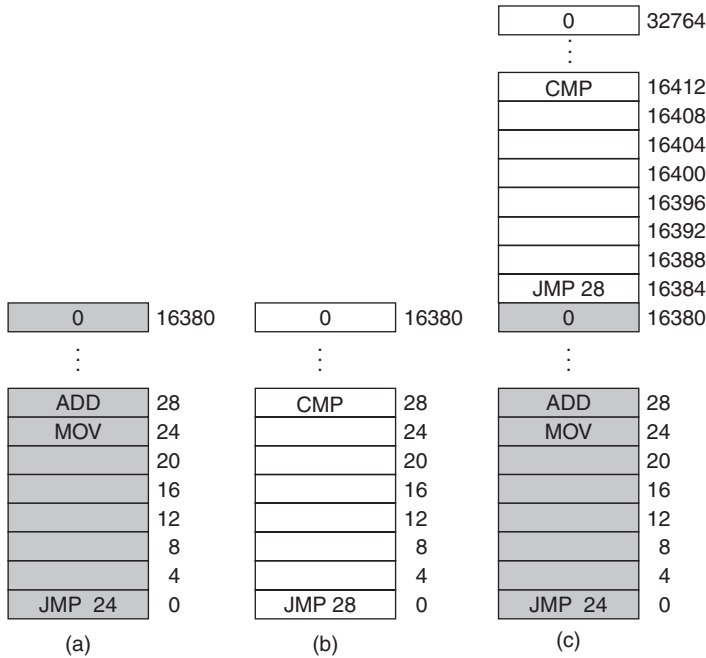 0 32764
CMP 16412
16408
16404
16400
16396
16392
16388
JMP 28 16384
0 16380 0 16380 0 16380
ADD 28 CMP 28 ADD 28
MOV 24 24 MOV 24
20 20 20
16 16 16
12 12 12
8 8 8
4 4 4
JMP 24 0 JMP 28 0 JMP 24 0
(a) (b) (c)